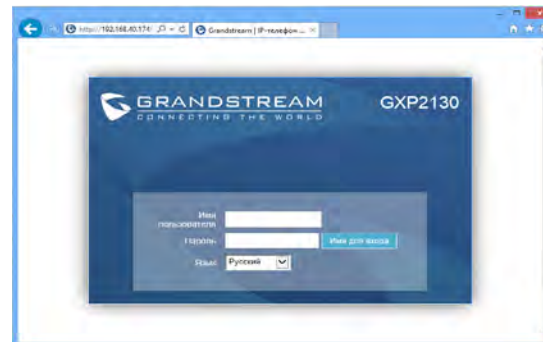 http://192.168.40.174/
Grandstream | IP-телефон ...
GRANDSTREAM
CONNECTING THE WORLD
GXP2130
Имя
пользователя
Пароль
Имя для входа
Язык
Русский